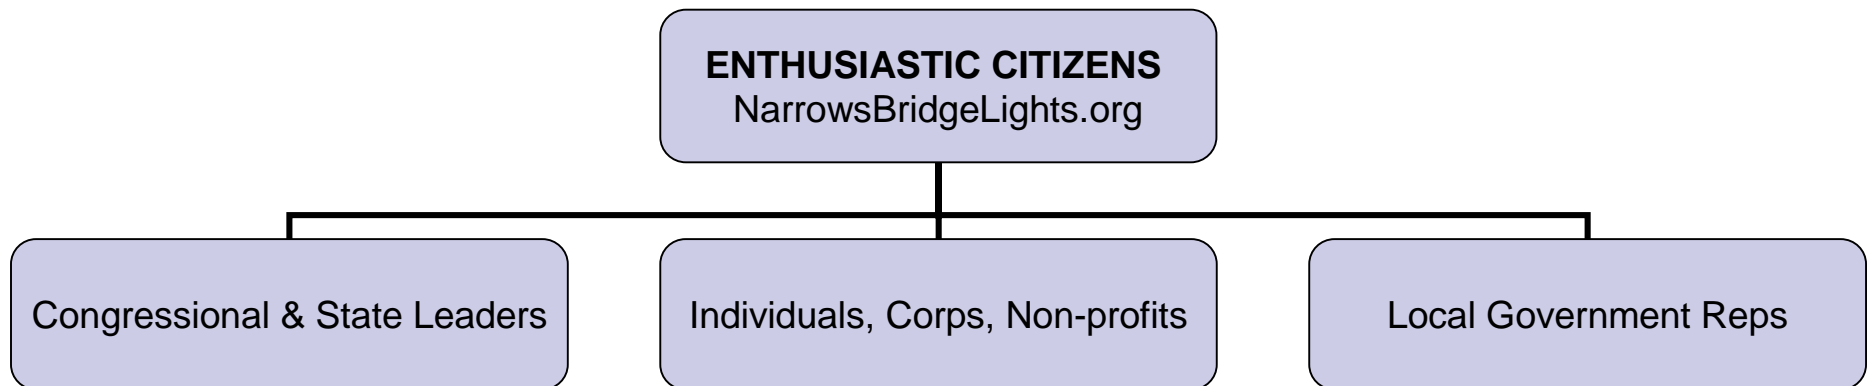 ENTHUSIASTIC CITIZENS
NarrowsBridgeLights.org
Congressional & State Leaders
Individuals, Corps, Non-profits
Local Government Reps